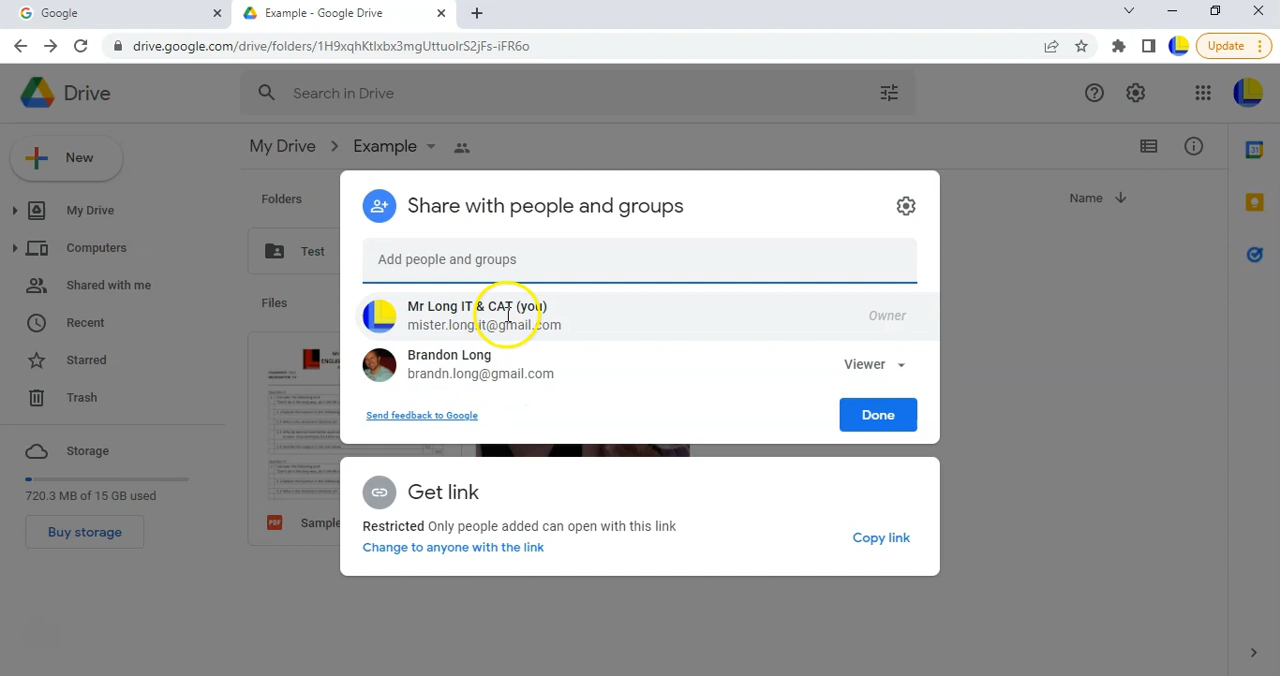 Google
Example - Google Drive
drive.google.com/drive/folders/1H9xqhKtIxbx3mgUttuoIrS2jFs-iFR6o
Update
Drive
Search in Drive
New
My Drive
Example
My Drive
Computers
Shared with me
Recent
Starred
Trash
Storage
720.3 MB of 15 GB used
Buy storage
Folders
Name
Test
Files
PDF
Sample
Share with people and groups
Add people and groups
Mr Long IT & CAT (you)
mister.long.it@gmail.com
Owner
Brandon Long
brandn.long@gmail.com
Viewer
Send feedback to Google
Done
Get link
Restricted Only people added can open with this link
Change to anyone with the link
Copy link
31